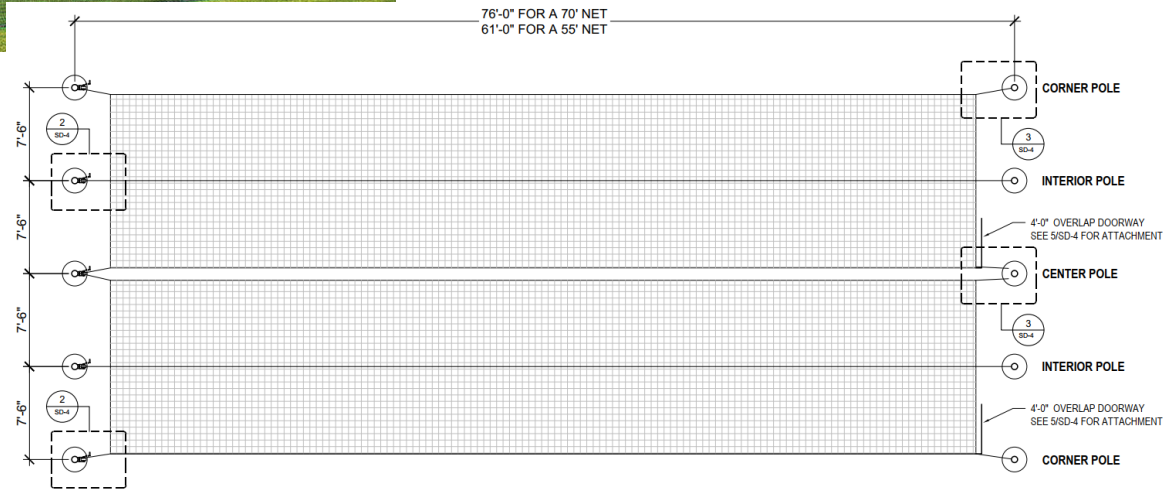 76'-0" FOR A 70' NET
61'-0" FOR A 55' NET
CORNER POLE
7'-6"
2
SD-4
3
SD-4
INTERIOR POLE
7'-6"
4'-0" OVERLAP DOORWAY
SEE 5/SD-4 FOR ATTACHMENT
CENTER POLE
7'-6"
3
SD-4
INTERIOR POLE
7'-6"
2
SD-4
4'-0" OVERLAP DOORWAY
SEE 5/SD-4 FOR ATTACHMENT
CORNER POLE